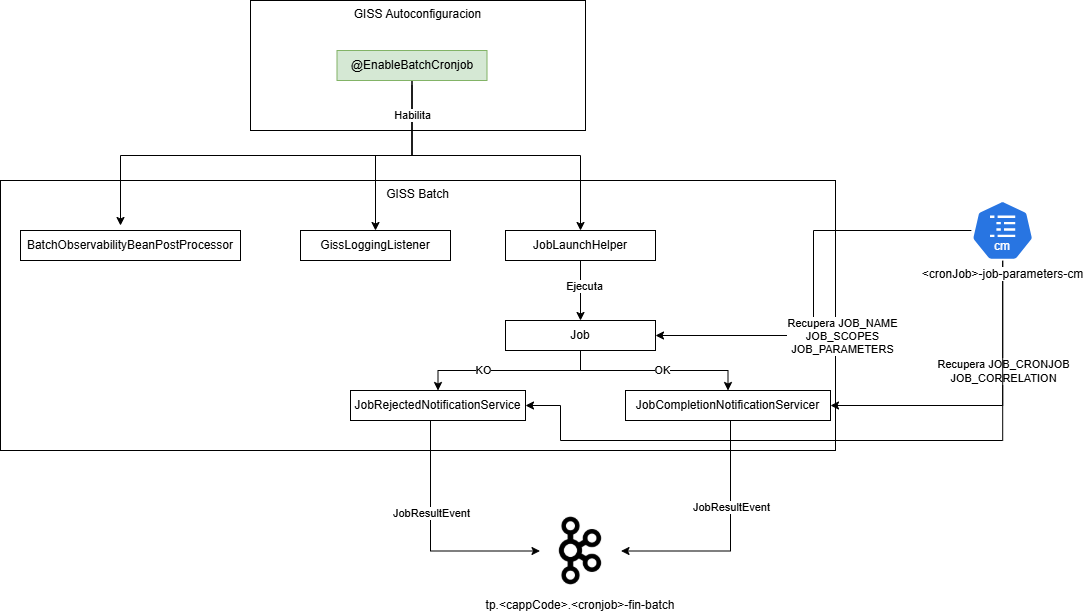 GISS Autoconfiguracion
@EnableBatchCronjob
Habilita
GISS Batch
BatchObservabilityBeanPostProcessor
GissLoggingListener
JobLaunchHelper
cm
<cronJob>-job-parameters-cm
Ejecuta
Job
Recupera JOB_NAME
JOB_SCOPES
JOB_PARAMETERS
Recupera JOB_CRONJOB
JOB_CORRELATION
KO
OK
JobRejectedNotificationService
JobCompletionNotificationServicer
JobResultEvent
JobResultEvent
tp.<cappCode>.<cronjob>-fin-batch